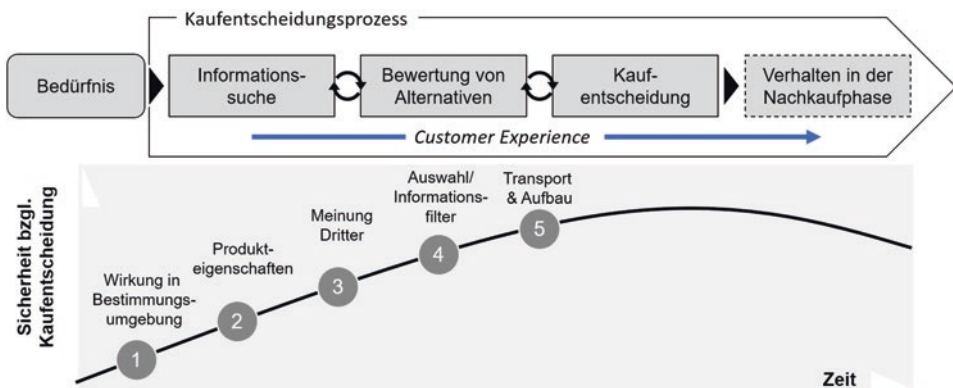 Kaufentscheidungsprozess
Bedürfnis
Informations-
suche
Bewertung von
Alternativen
Kauf-
entscheidung
Verhalten in der
Nachkaufphase
Customer Experience
Sicherheit bzgl.
Kaufentscheidung
Wirkung in
Bestimmungs-
umgebung
1
Produkt-
eigenschaften
2
Meinung
Dritter
3
Auswahl/
Informations-
filter
4
Transport
& Aufbau
5
Zeit